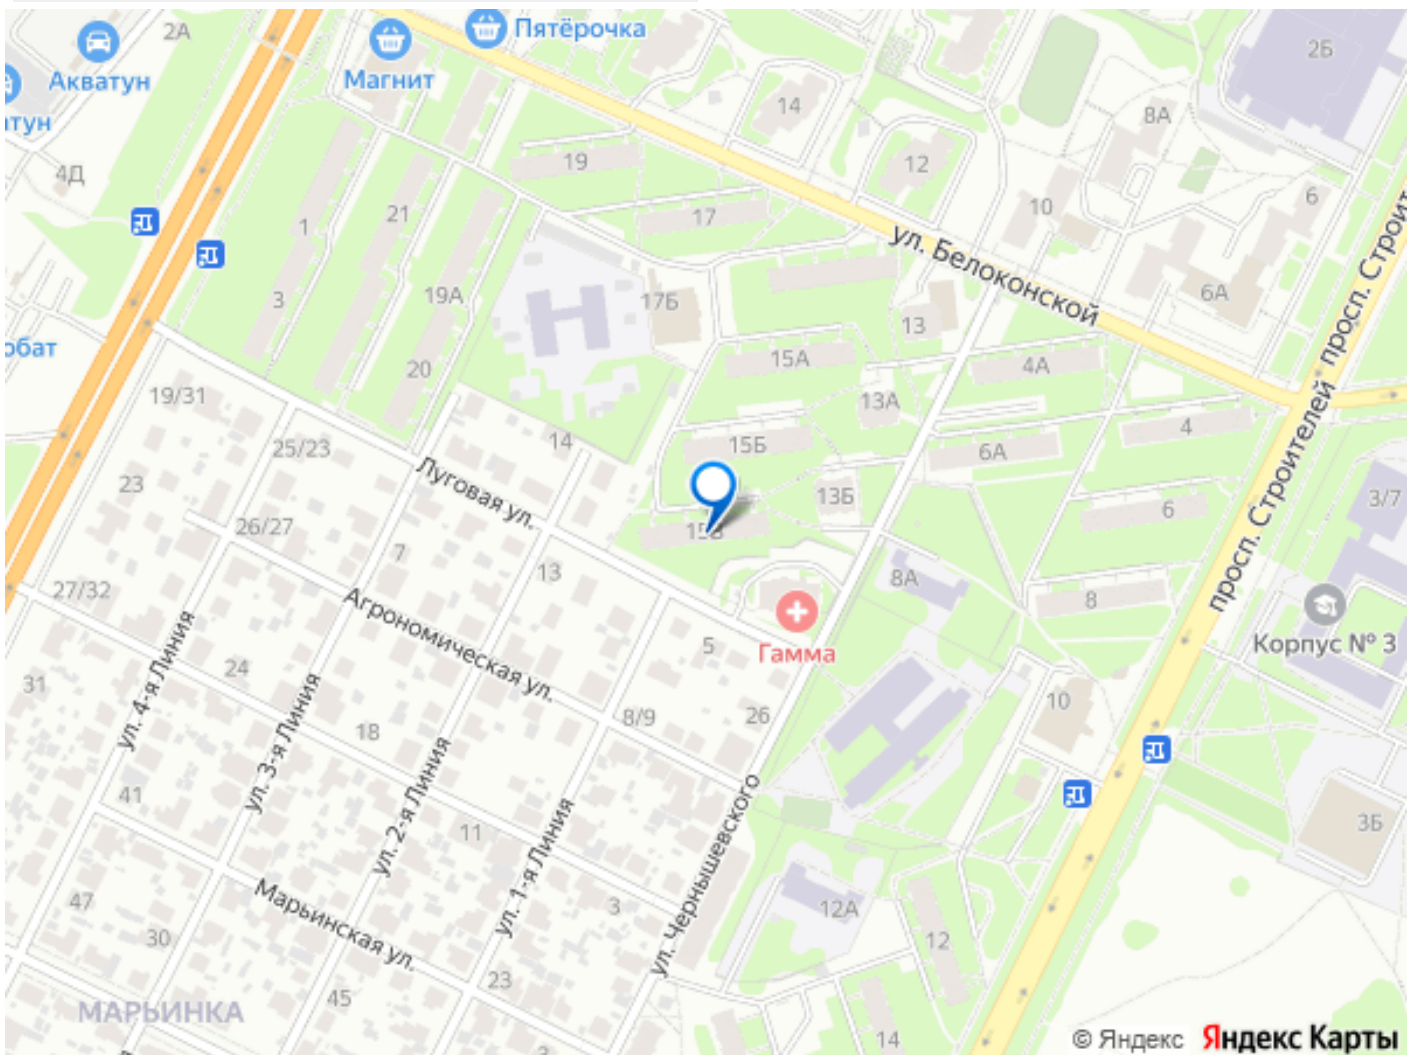 2А
Пятёрочка
Акватун
Магнит
2Б
14
8А
тун
4Д
19
12
6
21
17
10
1
ул. Белоконской
просп. Строит
3
19А
17Б
6А
13
обат
20
15А
4А
19/31
13А
просп. Строителей
25/23
14
15Б
6А
4
23
Луговая ул.
13Б
3/7
26/27
15В
6
7
13
8А
27/32
Агрономическая ул.
8
Гамма
Корпус № 3
5
24
31
ул. 4-я Линия
ул. 3-я Линия
10
18
8/9
26
ул. 2-я Линия
41
11
ул. 1-я Линия
ул. Чернышевского
3Б
47
Марьинская ул.
3
12А
30
12
23
45
МАРЬИНКА
14
3
© Яндекс Яндекс Карты